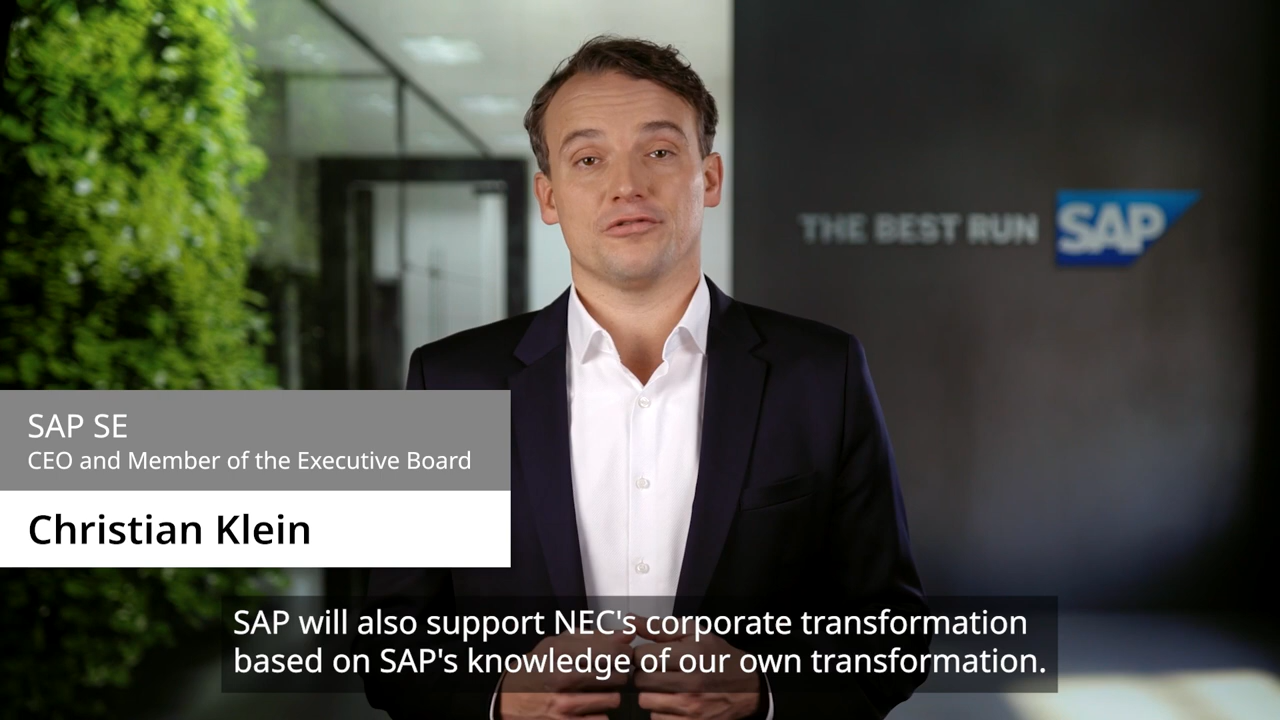 THE BEST RUN SAP
SAP SE
CEO and Member of the Executive Board
Christian Klein
SAP will also support NEC's corporate transformation
based on SAP's knowledge of our own transformation.